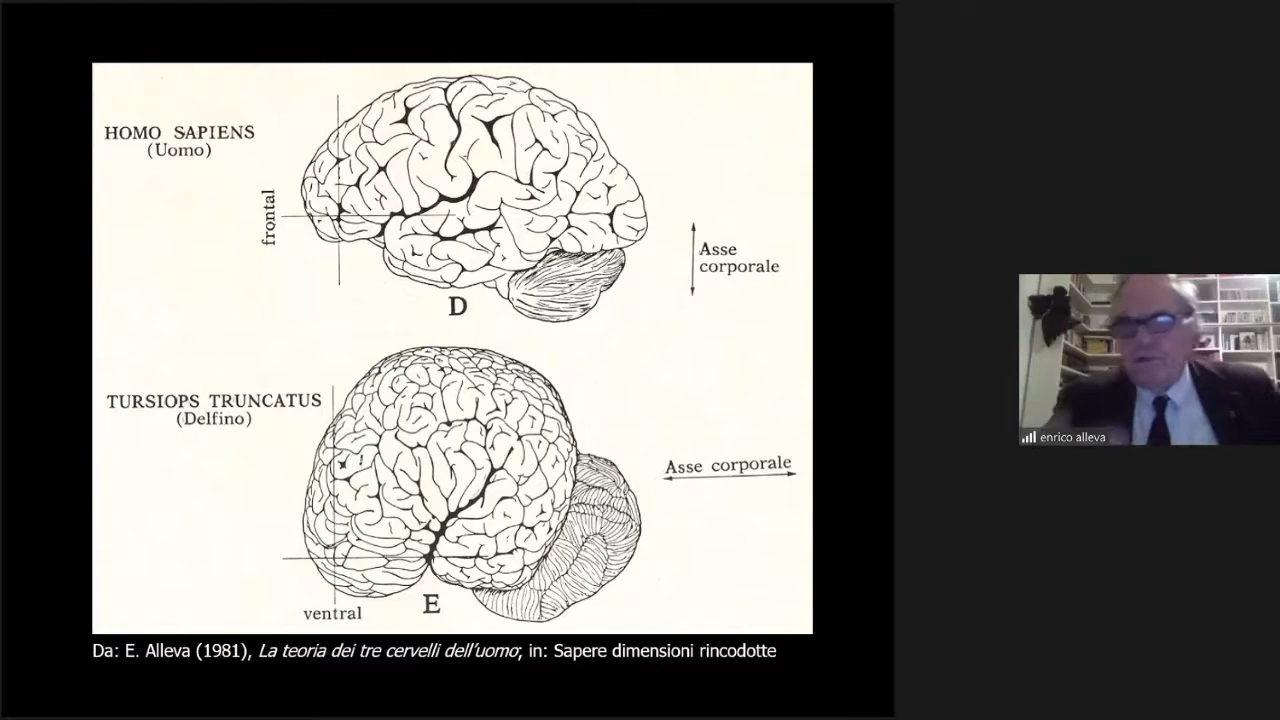 HOMO SAPIENS
(Uomo)
frontal
Asse
corporale
D
TURSIOPS TRUNCATUS
(Delfino)
Asse corporale
ventral
E
Da: E. Alleva (1981), La teoria dei tre cervelli dell'uomo; in: Sapere dimensioni rincodotte
enrico alleva